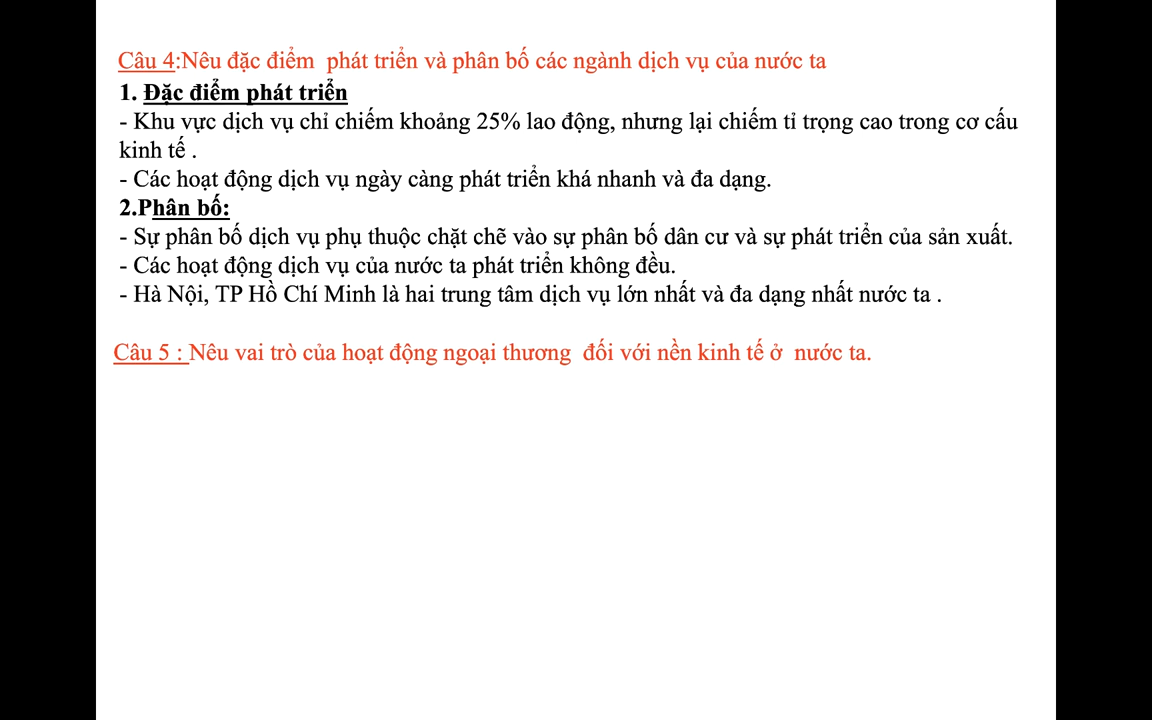 Câu 4:Nêu đặc điểm  phát triển và phân bố các ngành dịch vụ của nước ta
1. Đặc điểm phát triển
- Khu vực dịch vụ chỉ chiếm khoảng 25% lao động, nhưng lại chiếm tỉ trọng cao trong cơ cấu
kinh tế .
- Các hoạt động dịch vụ ngày càng phát triển khá nhanh và đa dạng.
2.Phân bố:
- Sự phân bố dịch vụ phụ thuộc chặt chẽ vào sự phân bố dân cư và sự phát triển của sản xuất.
- Các hoạt động dịch vụ của nước ta phát triển không đều.
- Hà Nội, TP Hồ Chí Minh là hai trung tâm dịch vụ lớn nhất và đa dạng nhất nước ta .
Câu 5 : Nêu vai trò của hoạt động ngoại thương  đối với nền kinh tế ở  nước ta.